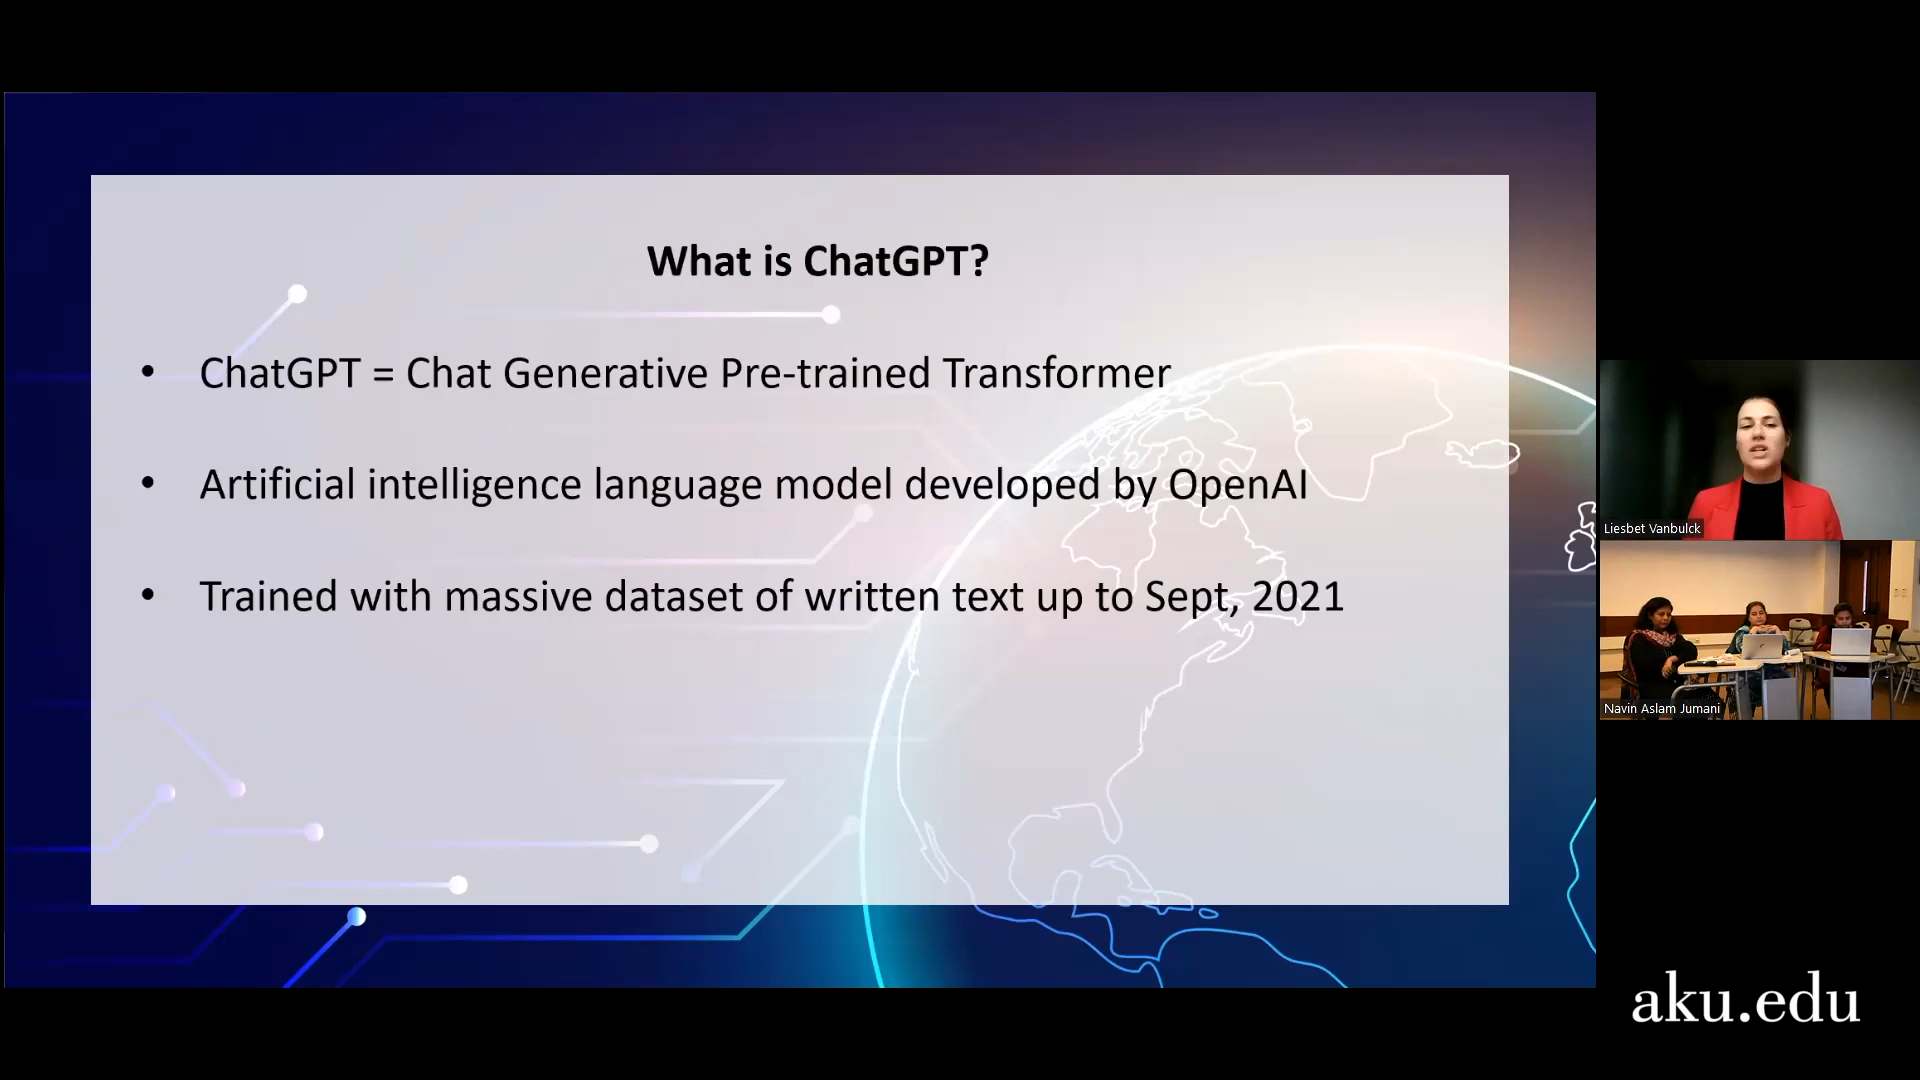 What is ChatGPT?
• ChatGPT = Chat Generative Pre-trained Transformer
• Artificial intelligence language model developed by OpenAI
• Trained with massive dataset of written text up to Sept, 2021
Liesbet Vanbulck
Navin Aslam Jumani
aku.edu